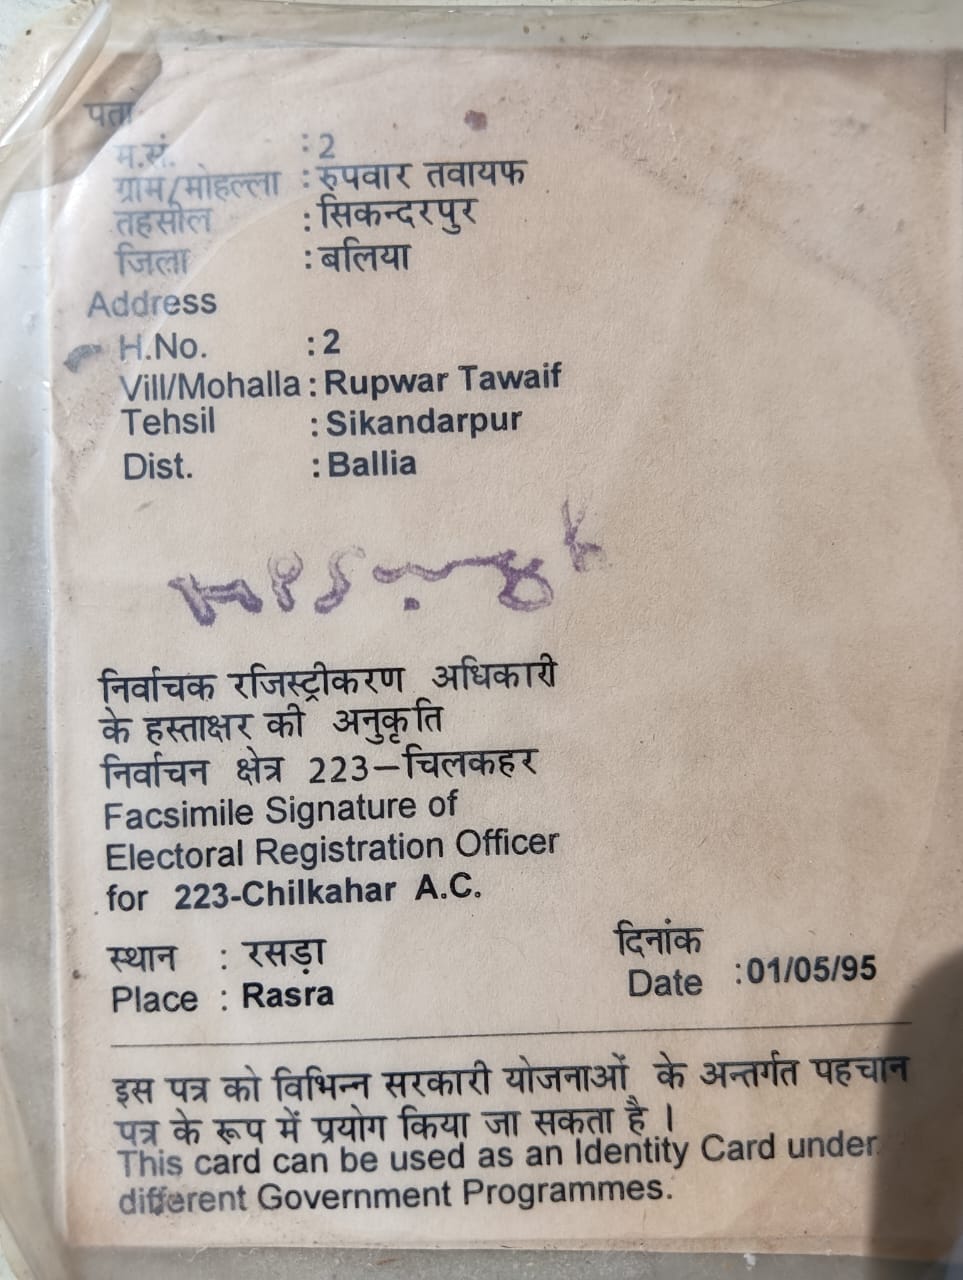 पता
म.सं. : 2
ग्राम/मोहल्ला : रुपवार तवायफ
तहसील : सिकन्दरपुर
जिला : बलिया
Address
H.No. : 2
Vill/Mohalla : Rupwar Tawaif
Tehsil : Sikandarpur
Dist. : Ballia
निर्वाचक रजिस्ट्रीकरण अधिकारी
के हस्ताक्षर की अनुकृति
निर्वाचन क्षेत्र 223–चिलकहर
Facsimile Signature of
Electoral Registration Officer
for 223-Chilkahar A.C.
स्थान : रसड़ा दिनांक
Place : Rasra Date :01/05/95
इस पत्र को विभिन्न सरकारी योजनाओं के अन्तर्गत पहचान
पत्र के रूप में प्रयोग किया जा सकता है ।
This card can be used as an Identity Card under
different Government Programmes.